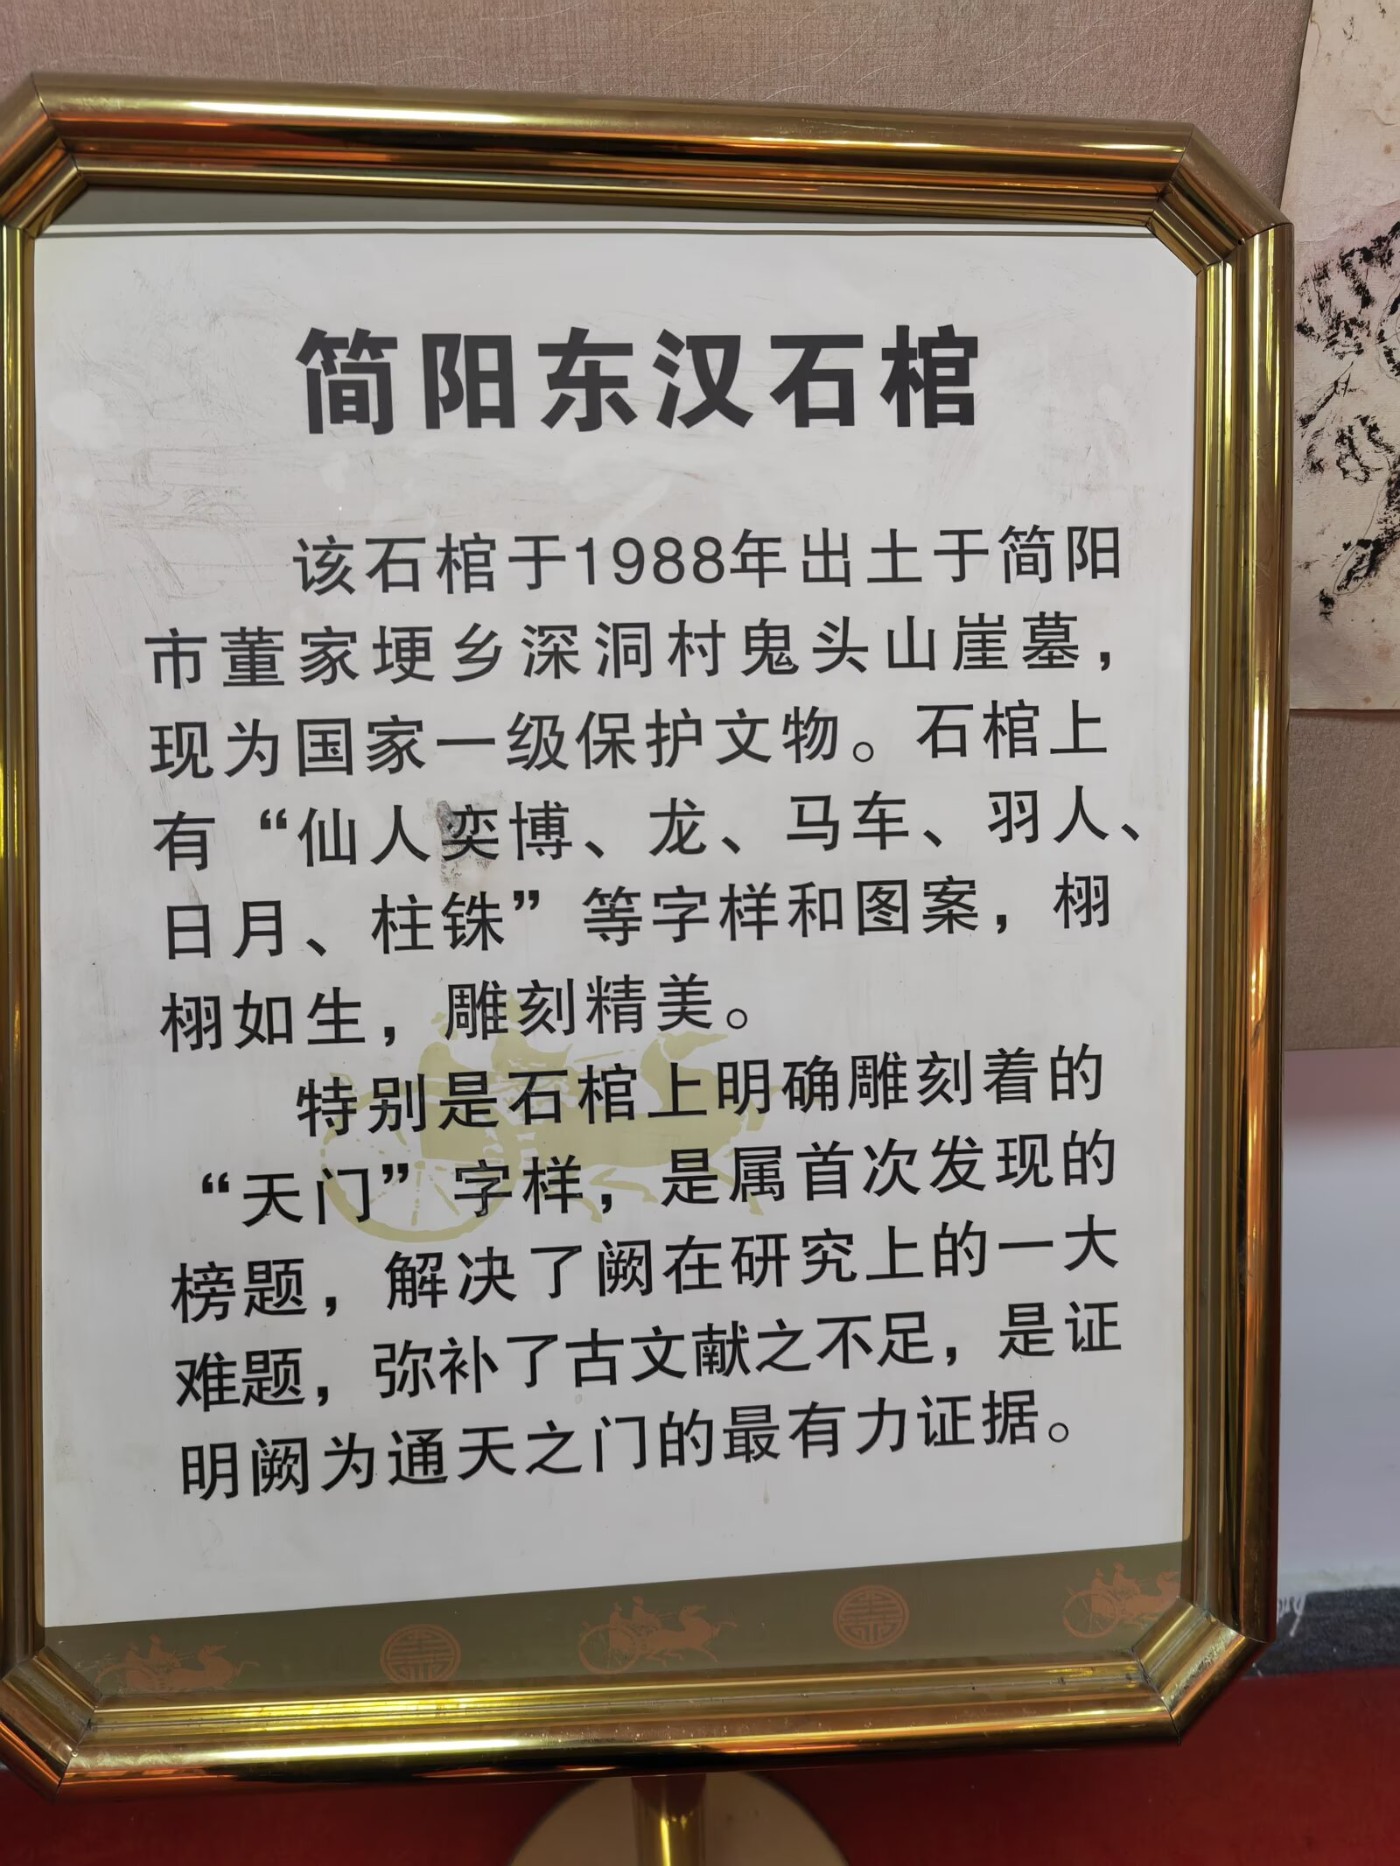 简阳东汉石棺
该石棺于1988年出土于简阳
市董家埂乡深洞村鬼头山崖墓，
现为国家一级保护文物。石棺上
有“仙人奕博、龙、马车、羽人、
日月、柱铢”等字样和图案，栩
栩如生，雕刻精美。
特别是石棺上明确雕刻着的
“天门”字样，是属首次发现的
榜题，解决了阙在研究上的一大
难题，弥补了古文献之不足，是证
明阙为通天之门的最有力证据。